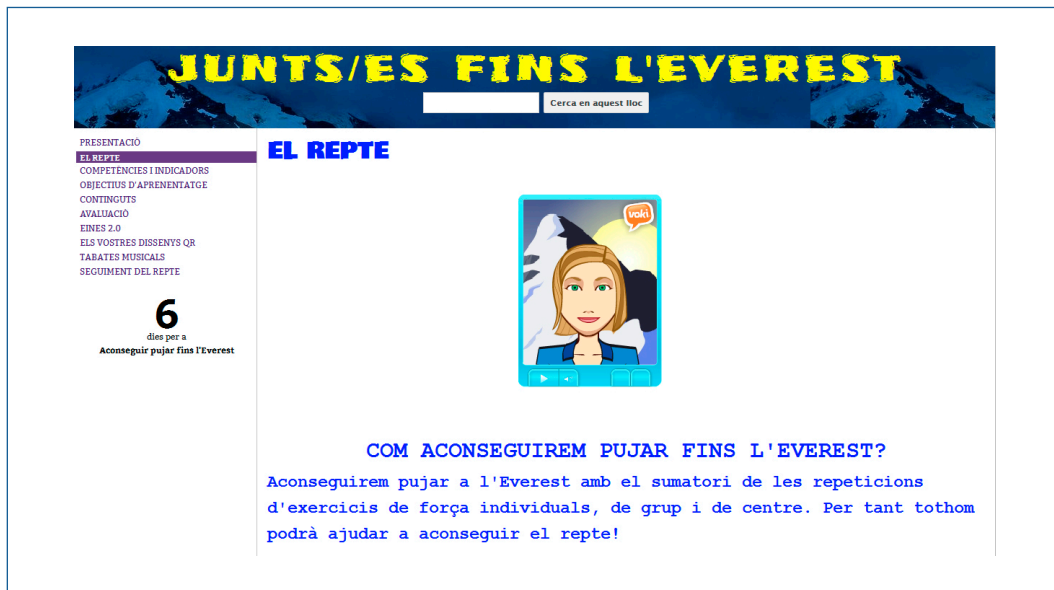 JUNTS/ES FINS L'EVEREST
Cerca en aquest lloc
PRESENTACIÓ
EL REPTE
COMPETÈNCIES I INDICADORS
OBJECTIUS D'APRENENTATGE
CONTINGUTS
AVALUACIÓ
EINES 2.0
ELS VOSTRES DISSENYS QR
TABATES MUSICALS
SEGUIMENT DEL REPTE
6
dies per a
Aconseguir pujar fins l'Everest
EL REPTE
voki
COM ACONSEGUIREM PUJAR FINS L'EVEREST?
Aconseguirem pujar a l'Everest amb el sumatori de les repeticions
d'exercicis de força individuals, de grup i de centre. Per tant tothom
podrà ajudar a aconseguir el repte!